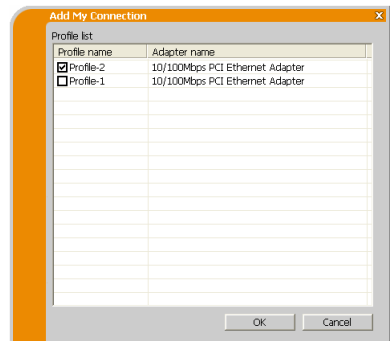 Add My Connection
Profile list
Profile name Adapter name
Profile-2 10/100Mbps PCI Ethernet Adapter
Profile-1 10/100Mbps PCI Ethernet Adapter
OK Cancel